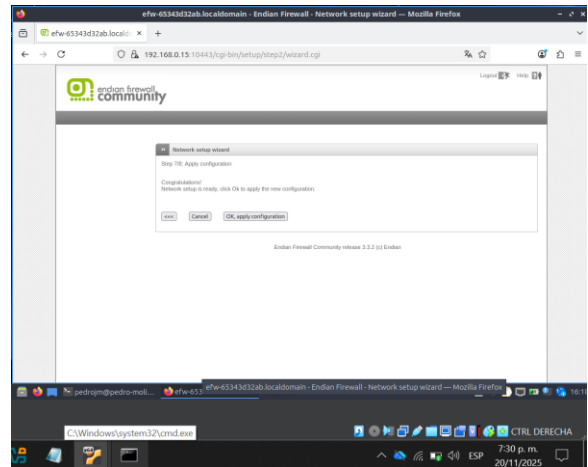 efw-65343d32ab.localdomain - Endian Firewall - Network setup wizard — Mozilla Firefox
efw-65343d32ab.locald
192.168.0.15:10443/cgi-bin/setup/step2/wizard.cgi
Logout Help
endian firewall
community
Network setup wizard
Step 7/8: Apply configuration
Congratulations!
Network setup is ready, click Ok to apply the new configuration.
<<< Cancel OK, apply configuration
Endian Firewall Community release 3.3.2 (c) Endian
efw-65343d32ab.localdomain - Endian Firewall - Network setup wizard — Mozilla Firefox
pedrojm@pedro-moli... efw-653 16:18
C:\Windows\system32\cmd.exe
CTRL DERECHA
ESP
7:30 p. m.
20/11/2025